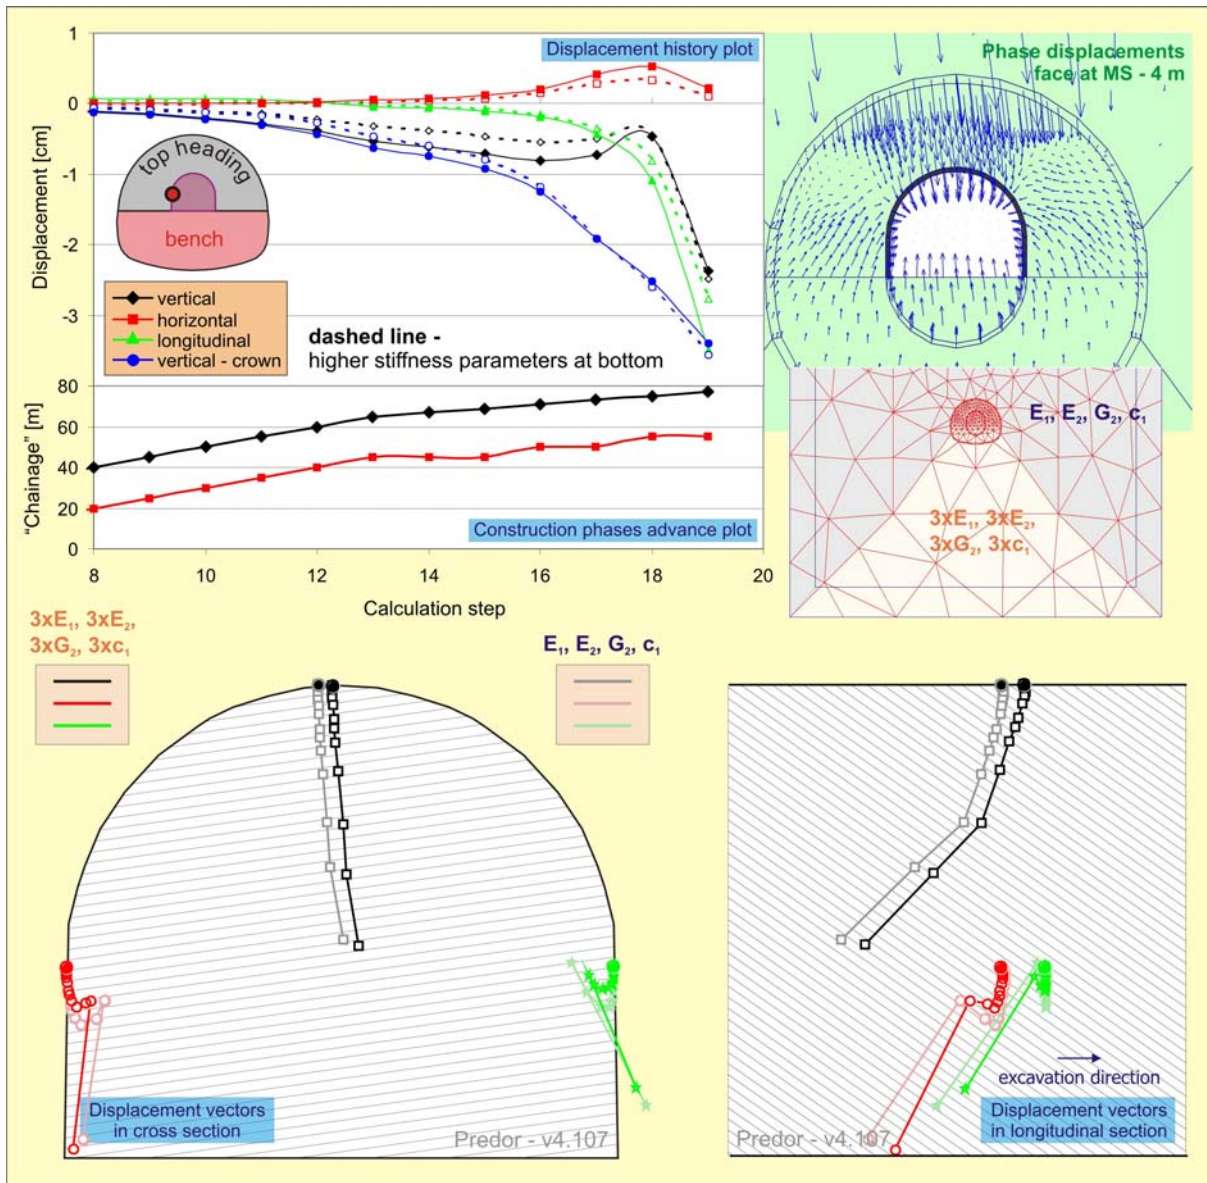 Displacement history plot
Displacement [cm]
1
0
-1
-2
-3
top heading
bench
vertical
horizontal
longitudinal
vertical - crown
dashed line -
higher stiffness parameters at bottom
Phase displacements
face at MS - 4 m
"Chainage" [m]
80
60
40
20
0
Construction phases advance plot
8
10
12
14
16
18
20
Calculation step
E₁, E₂, G₂, c₁
3xE₁, 3xE₂,
3xG₂, 3xc₁
3xE₁, 3xE₂,
3xG₂, 3xc₁
E₁, E₂, G₂, c₁
Displacement vectors
in cross section
Predor - v4.107
excavation direction
Displacement vectors
in longitudinal section
Predor - v4.107